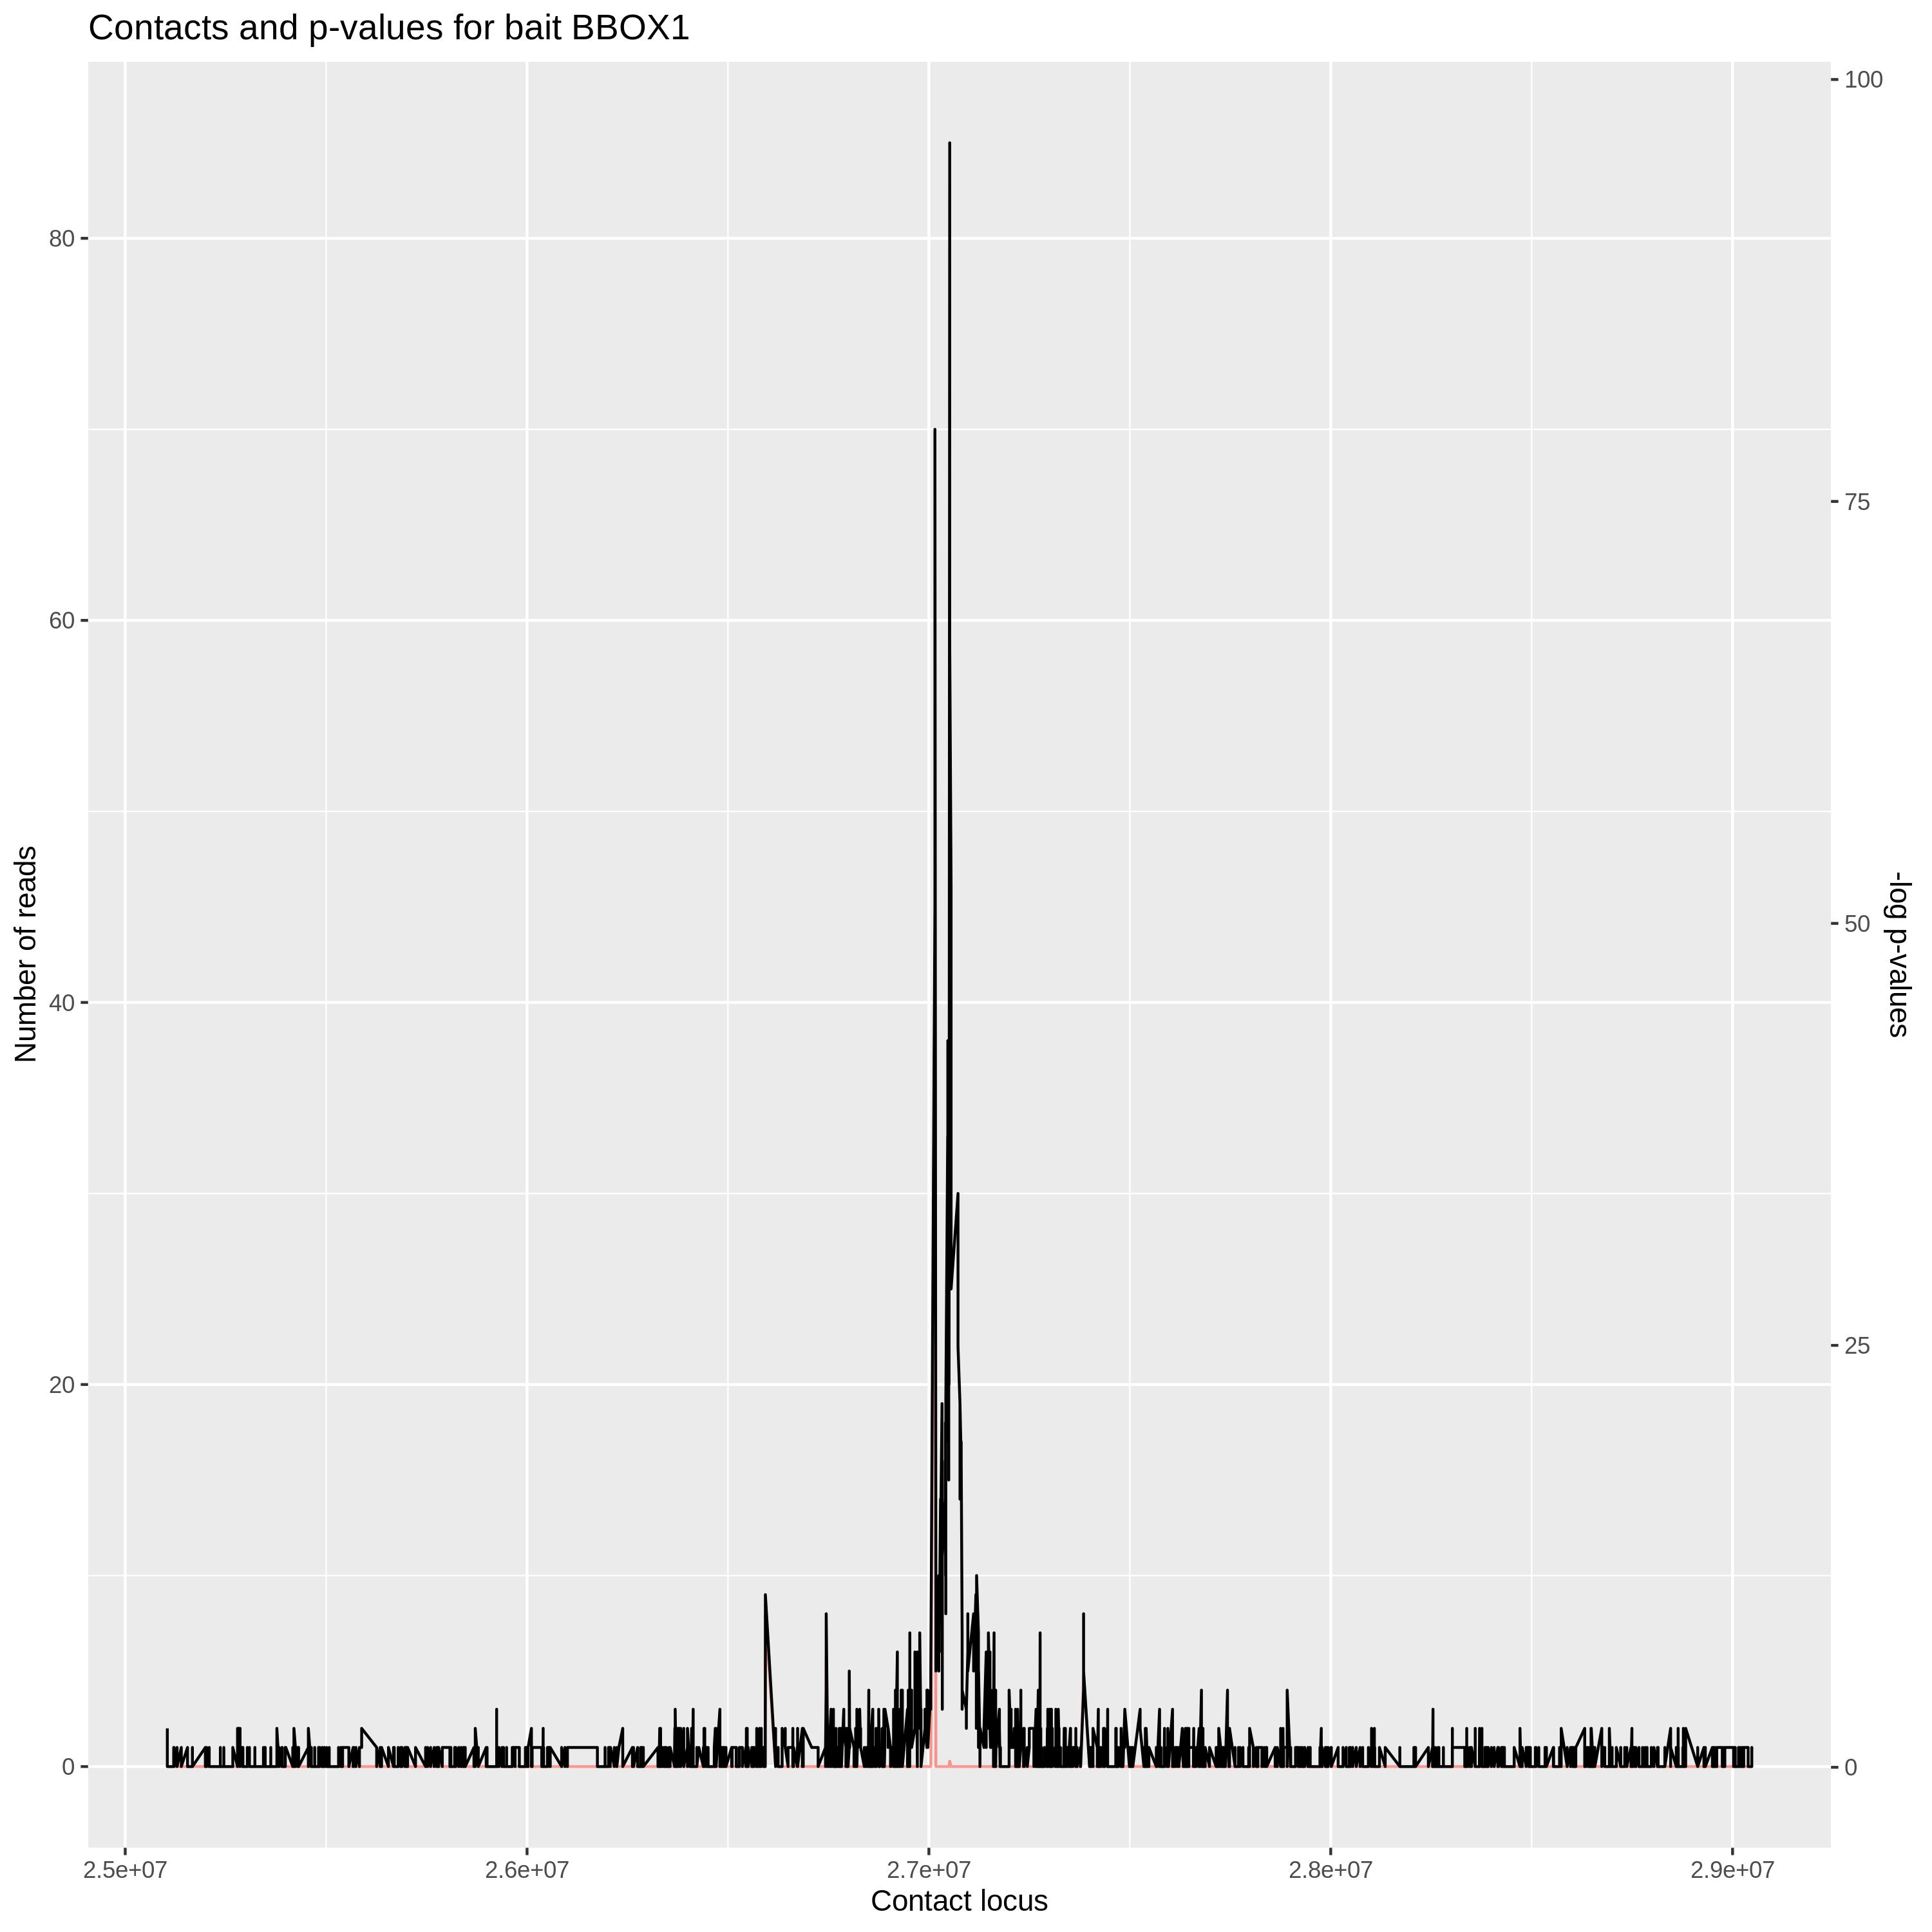 Contacts and p-values for bait BBOX1
100
80
75
60
50
40
25
20
0
0
Number of reads
-log p-values
2.5e+07
2.6e+07
2.7e+07
2.8e+07
2.9e+07
Contact locus